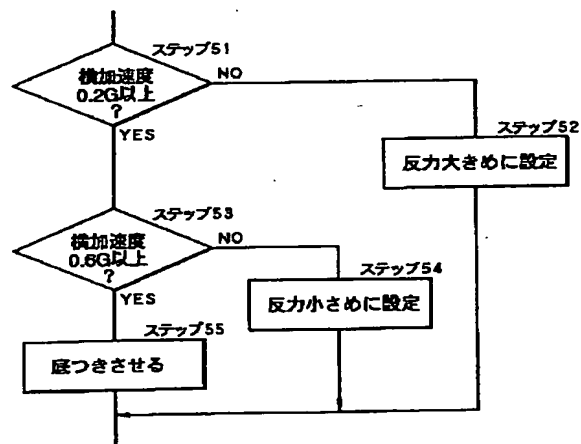 ステップ51
横加速度
0.2G以上
?
NO
YES
ステップ52
反力大きめに設定
ステップ53
横加速度
0.6G以上
?
NO
YES
ステップ54
反力小さめに設定
ステップ55
底つきさせる